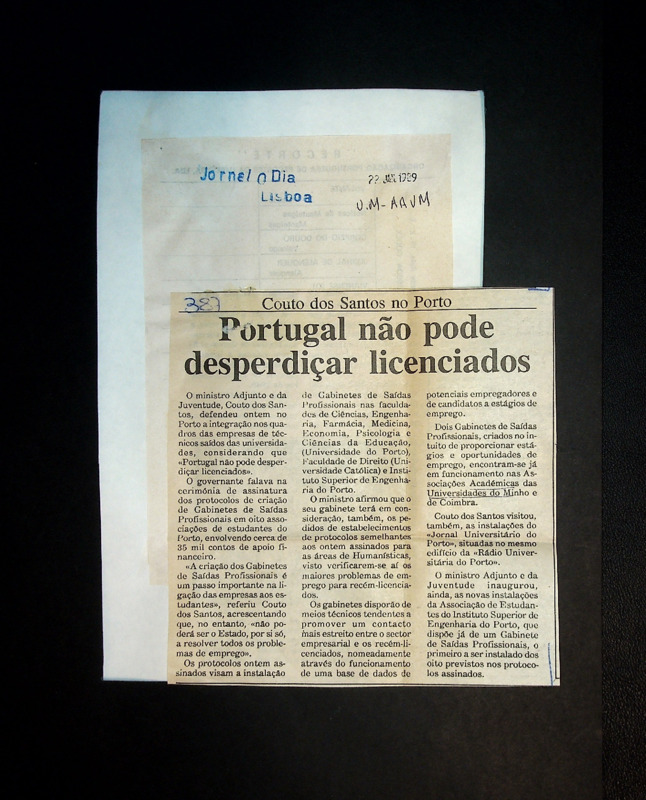 Jornal o Dia
Lisboa
22 JAN 1989
U.M-AAUM
387
Couto dos Santos no Porto
Portugal não pode
desperdiçar licenciados
O ministro Adjunto e da
Juventude, Couto dos San-
tos, defendeu ontem no
Porto a integração nos qua-
dros das empresas de téc-
nicos saídos das universida-
des, considerando que
«Portugal não pode desper-
diçar licenciados».
O governante falava na
cerimónia de assinatura
dos protocolos de criação
de Gabinetes de Saídas
Profissionais em oito asso-
ciações de estudantes do
Porto, envolvendo cerca de
35 mil contos de apoio fi-
nanceiro.
«A criação dos Gabinetes
de Saídas Profissionais é
um passo importante na li-
gação das empresas aos es-
tudantes», referiu Couto
dos Santos, acrescentando
que, no entanto, «não po-
derá ser o Estado, por si só,
a resolver todos os proble-
mas de emprego».
Os protocolos ontem as-
sinados visam a instalação
de Gabinetes de Saídas
Profissionais nas faculda-
des de Ciências, Engenha-
ria, Farmácia, Medicina,
Economia, Psicologia e
Ciências da Educação,
(Universidade do Porto),
Faculdade de Direito (Uni-
versidade Católica) e Insti-
tuto Superior de Engenha-
ria do Porto.
O ministro afirmou que o
seu gabinete terá em con-
sideração, também, os pe-
didos de estabelecimentos
de protocolos semelhantes
aos ontem assinados para
as áreas de Humanísticas,
visto verificarem-se aí os
maiores problemas de em-
prego para recém-licencia-
dos.
Os gabinetes disporão de
meios técnicos tendentes a
promover um contacto
mais estreito entre o sector
empresarial e os recém-li-
cenciados, nomeadamente
através do funcionamento
de uma base de dados de
potenciais empregadores e
de candidatos a estágios de
emprego.
Dois Gabinetes de Saídas
Profissionais, criados no in-
tuito de proporcionar está-
gios e oportunidades de
emprego, encontram-se já
em funcionamento nas As-
sociações Académicas das
Universidades do Minho e
de Coimbra.
Couto dos Santos visitou,
também, as instalações do
«Jornal Universitário do
Porto», situadas no mesmo
edifício da «Rádio Univer-
sitária do Porto».
O ministro Adjunto e da
Juventude inaugurou,
ainda, as novas instalações
da Associação de Estudan-
tes do Instituto Superior de
Engenharia do Porto, que
dispõe já de um Gabinete
de Saídas Profissionais, o
primeiro a ser instalado dos
oito previstos nos protoco-
los assinados.